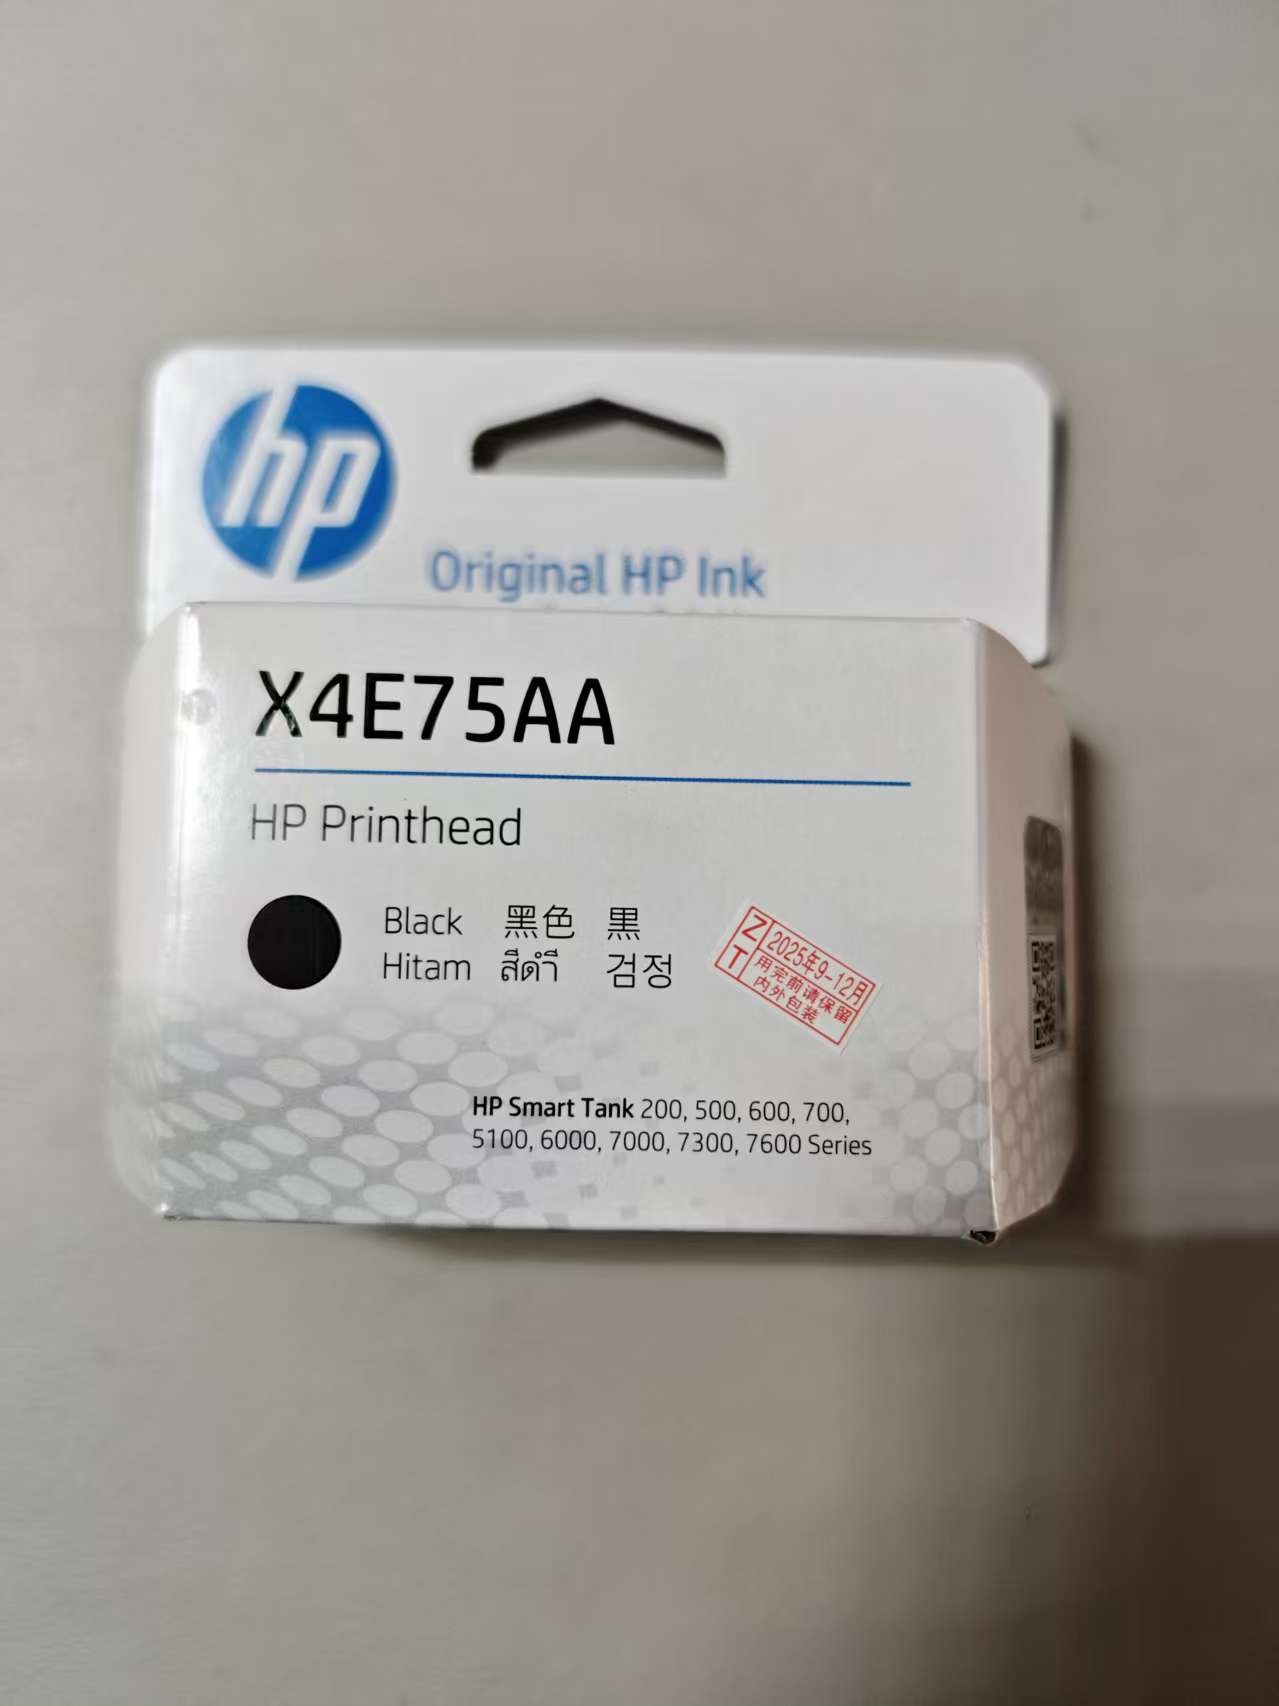 hp
Original HP Ink
X4E75AA
HP Printhead
Black 黑色 黒
Hitam สีดำ 검정
ZT
2025年9-12月
用完前请保留
内外包装
HP Smart Tank 200, 500, 600, 700,
5100, 6000, 7000, 7300, 7600 Series